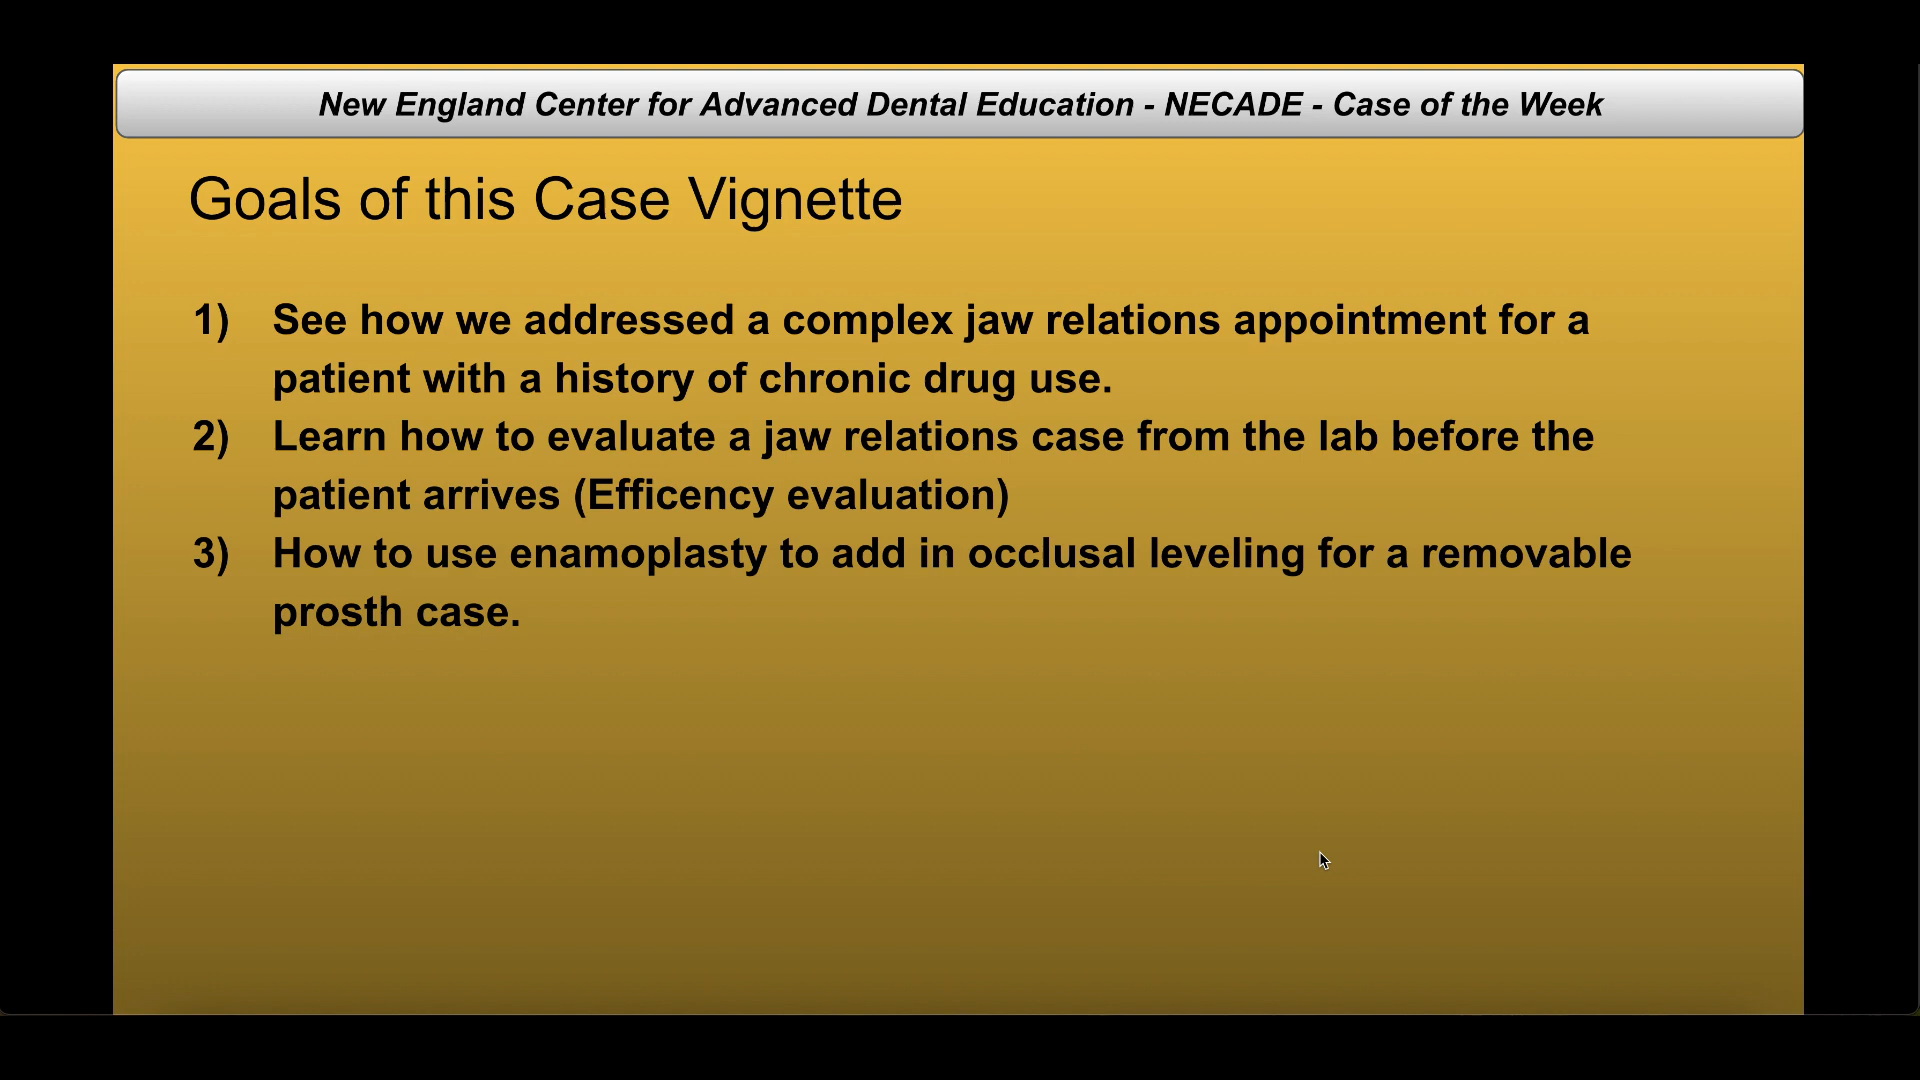 New England Center for Advanced Dental Education - NECADE - Case of the Week
Goals of this Case Vignette
1) See how we addressed a complex jaw relations appointment for a
patient with a history of chronic drug use.
2) Learn how to evaluate a jaw relations case from the lab before the
patient arrives (Efficency evaluation)
3) How to use enamoplasty to add in occlusal leveling for a removable
prosth case.